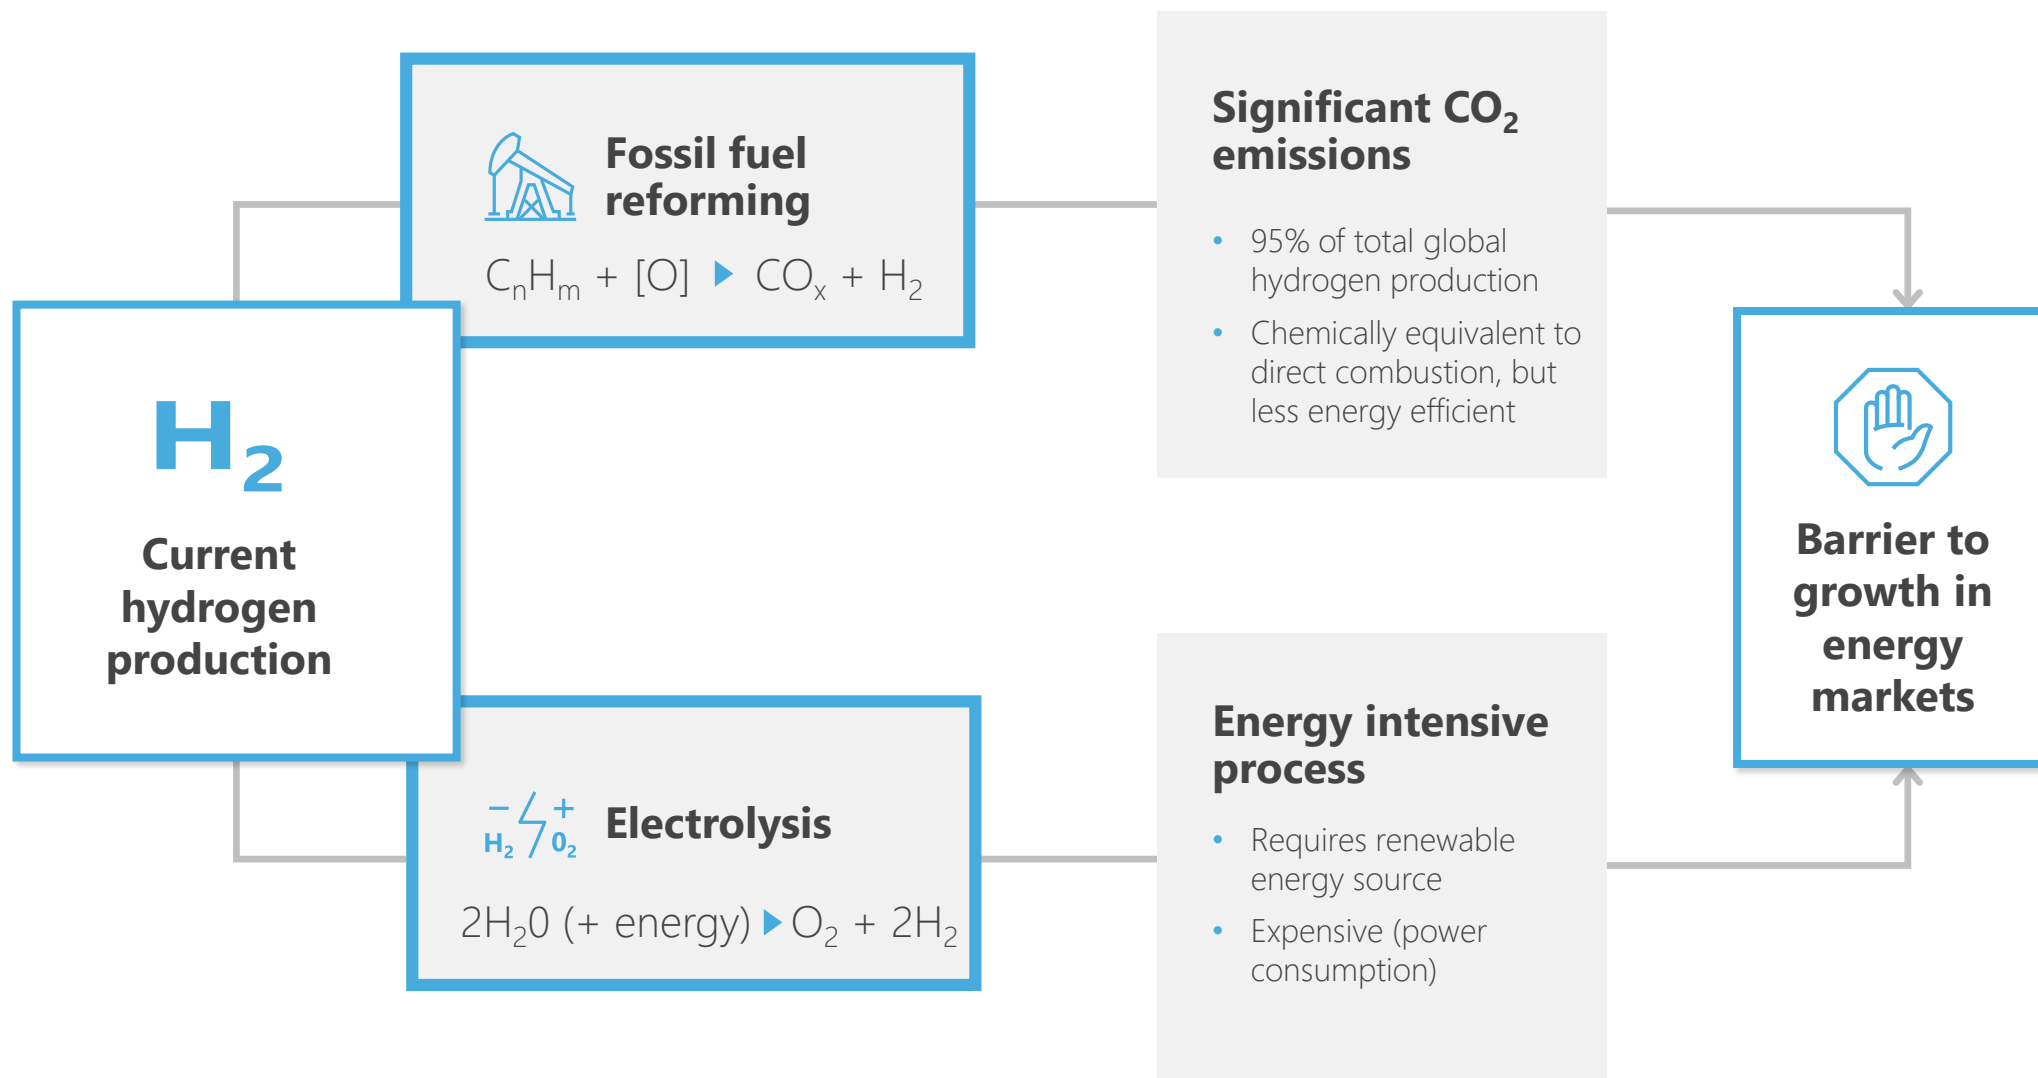 H₂
Current
hydrogen
production
Fossil fuel
reforming
CₙHₘ + [O] ▶ COₓ + H₂
Significant CO₂
emissions
• 95% of total global
hydrogen production
• Chemically equivalent to
direct combustion, but
less energy efficient
− +
H₂ 0₂
Electrolysis
2H₂0 (+ energy) ▶ O₂ + 2H₂
Energy intensive
process
• Requires renewable
energy source
• Expensive (power
consumption)
Barrier to
growth in
energy
markets